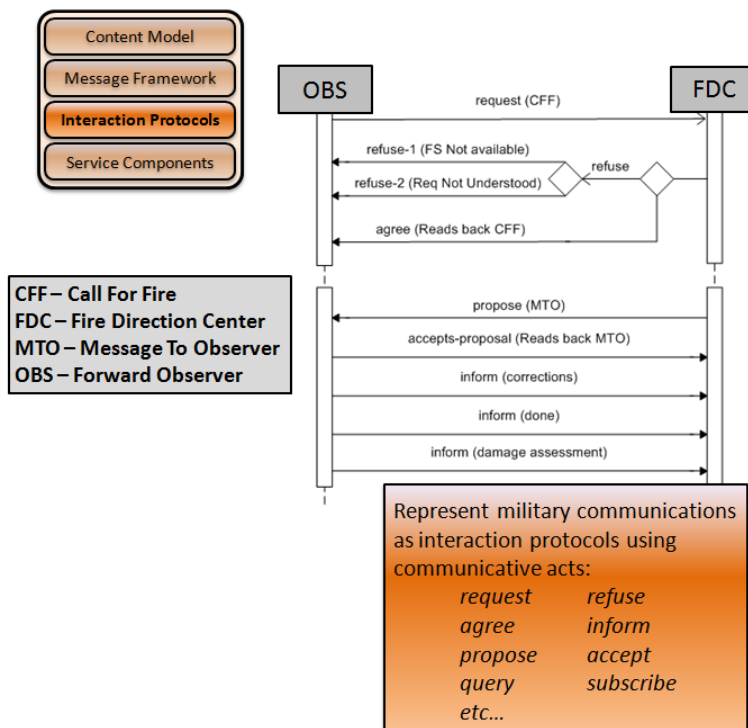 Content Model
Message Framework
Interaction Protocols
Service Components
OBS
FDC
request (CFF)
refuse-1 (FS Not available)
refuse
refuse-2 (Req Not Understood)
agree (Reads back CFF)
CFF – Call For Fire
FDC – Fire Direction Center
MTO – Message To Observer
OBS – Forward Observer
propose (MTO)
accepts-proposal (Reads back MTO)
inform (corrections)
inform (done)
inform (damage assessment)
Represent military communications
as interaction protocols using
communicative acts:
request refuse
agree inform
propose accept
query subscribe
etc...